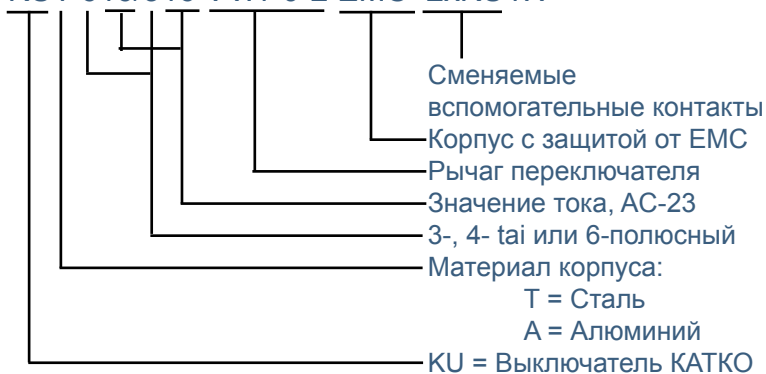 Сменяемые
вспомогательные контакты
Корпус с защитой от EMC
Рычаг переключателя
Значение тока, AC-23
3-, 4- tai или 6-полюсный
Материал корпуса:
T = Сталь
A = Алюминий
KU = Выключатель КАТКО